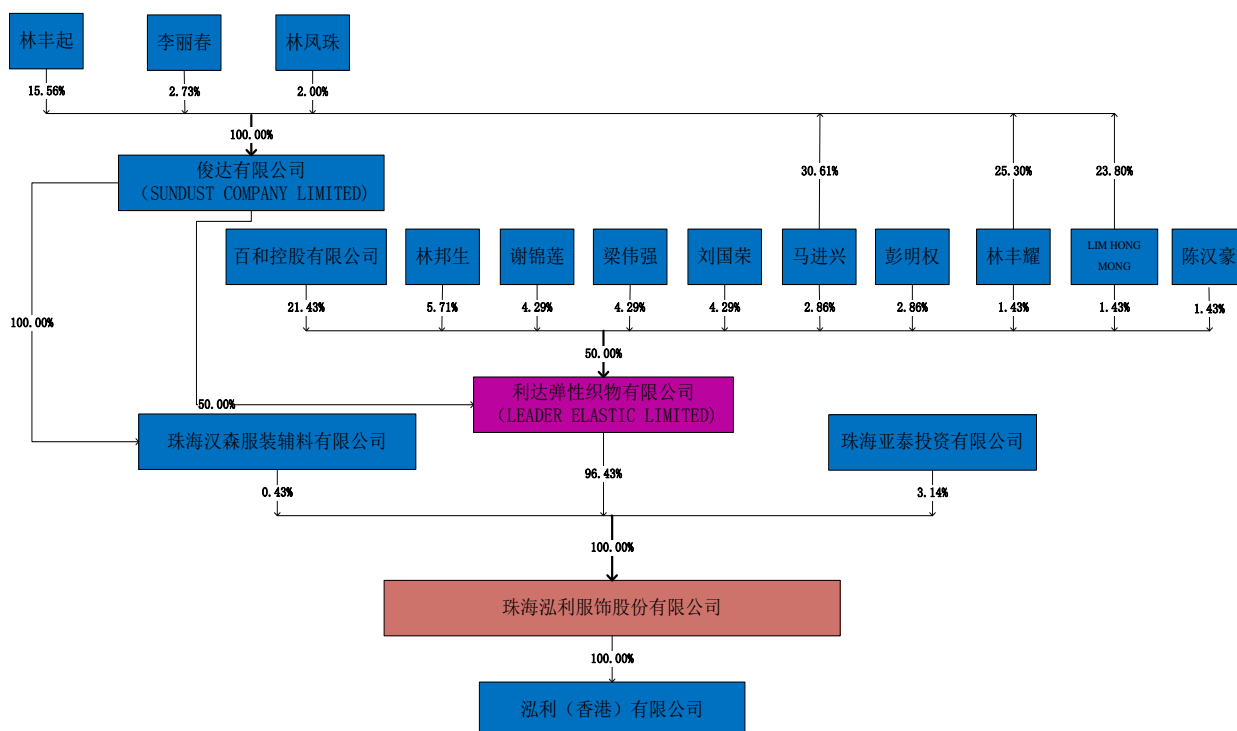 林丰起
李丽春
林凤珠
15.56%
2.73%
2.00%
100.00%
俊达有限公司
（SUNDUST COMPANY LIMITED)
30.61%
25.30%
23.80%
百和控股有限公司
林邦生
谢锦莲
梁伟强
刘国荣
马进兴
彭明权
林丰耀
LIM HONG
MONG
陈汉豪
21.43%
5.71%
4.29%
4.29%
4.29%
2.86%
2.86%
1.43%
1.43%
1.43%
100.00%
50.00%
利达弹性织物有限公司
（LEADER ELASTIC LIMITED)
50.00%
珠海汉森服装辅料有限公司
珠海亚泰投资有限公司
0.43%
96.43%
3.14%
100.00%
珠海泓利服饰股份有限公司
100.00%
泓利（香港）有限公司